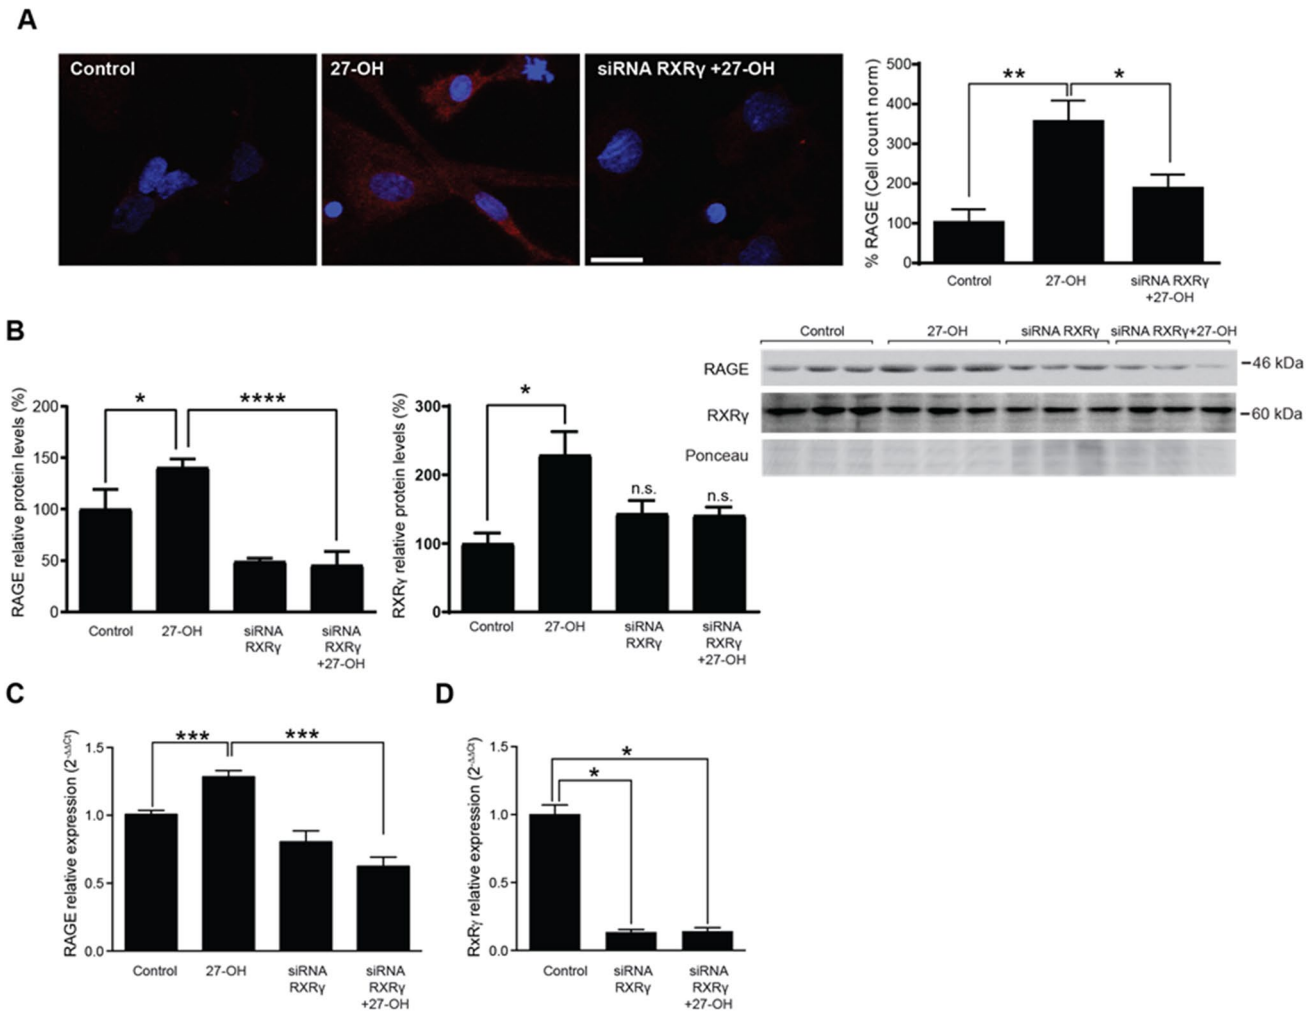 A
Control
27-OH
siRNA RXRγ +27-OH
% RAGE (Cell count norm)
500
400
300
200
100
0
**
*
Control
27-OH
siRNA RXRγ
+27-OH
B
RAGE relative protein levels (%)
200
150
100
50
0
*
****
Control
27-OH
siRNA
RXRγ
siRNA
RXRγ
+27-OH
RXRγ relative protein levels (%)
300
200
100
0
*
n.s.
n.s.
Control
27-OH
siRNA
RXRγ
siRNA
RXRγ
+27-OH
Control
27-OH
siRNA RXRγ
siRNA RXRγ+27-OH
RAGE
46 kDa
RXRγ
60 kDa
Ponceau
C
RAGE relative expression (2-ΔΔCt)
1.5
1.0
0.5
0.0
***
***
Control
27-OH
siRNA
RXRγ
siRNA
RXRγ
+27-OH
D
RxRγ relative expression (2-ΔΔCt)
1.5
1.0
0.5
0.0
*
*
Control
siRNA
RXRγ
siRNA
RXRγ
+27-OH